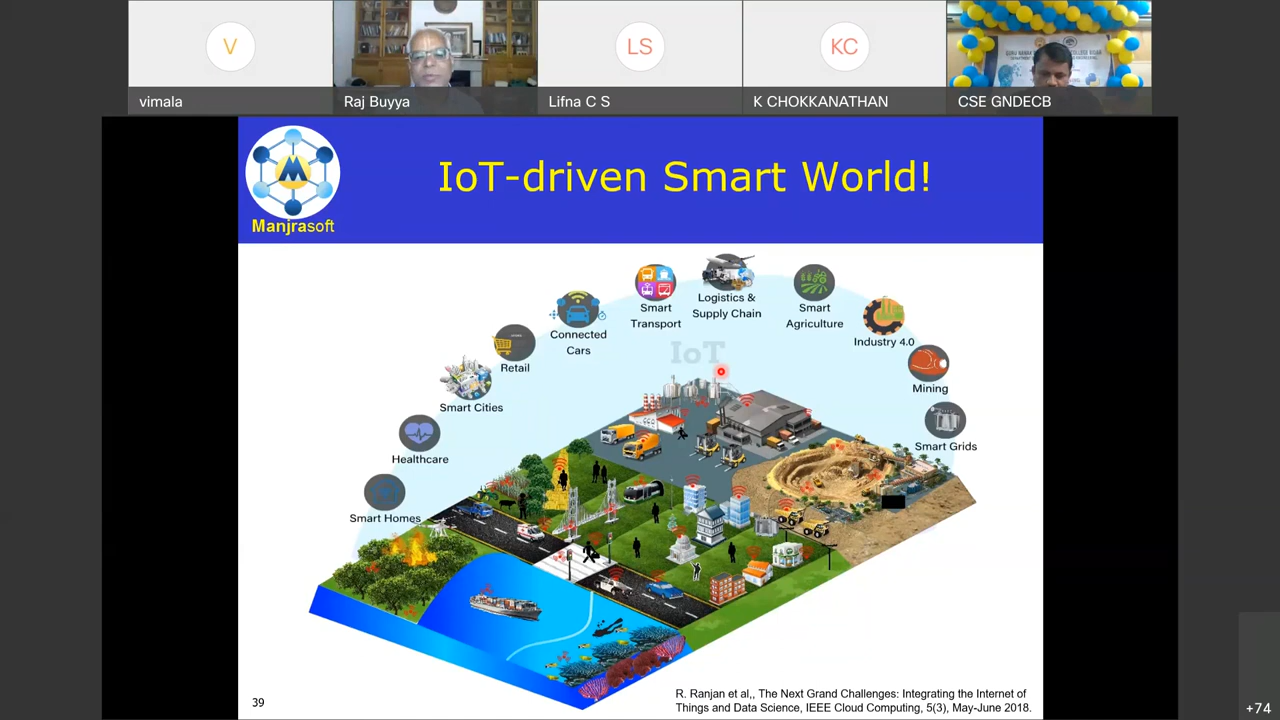 V
LS
KC
vimala
Raj Buyya
Lifna C S
K CHOKKANATHAN
CSE GNDECB
IoT-driven Smart World!
Manjrasoft
Logistics &
Supply Chain
Smart
Transport
Smart
Agriculture
Connected
Cars
Industry 4.0
IoT
Retail
Mining
Smart Cities
Smart Grids
Healthcare
Smart Homes
39
R. Ranjan et al,, The Next Grand Challenges: Integrating the Internet of
Things and Data Science, IEEE Cloud Computing, 5(3), May-June 2018.
+74